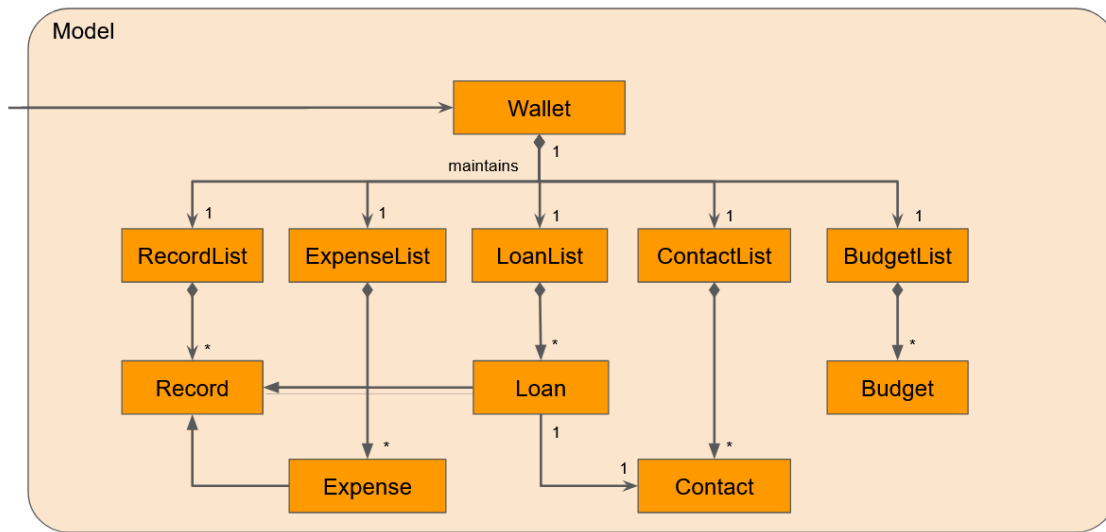 Model
Wallet
1
maintains
1
1
1
1
1
RecordList
ExpenseList
LoanList
ContactList
BudgetList
*
*
*
Record
Loan
Budget
1
*
1
*
Expense
Contact